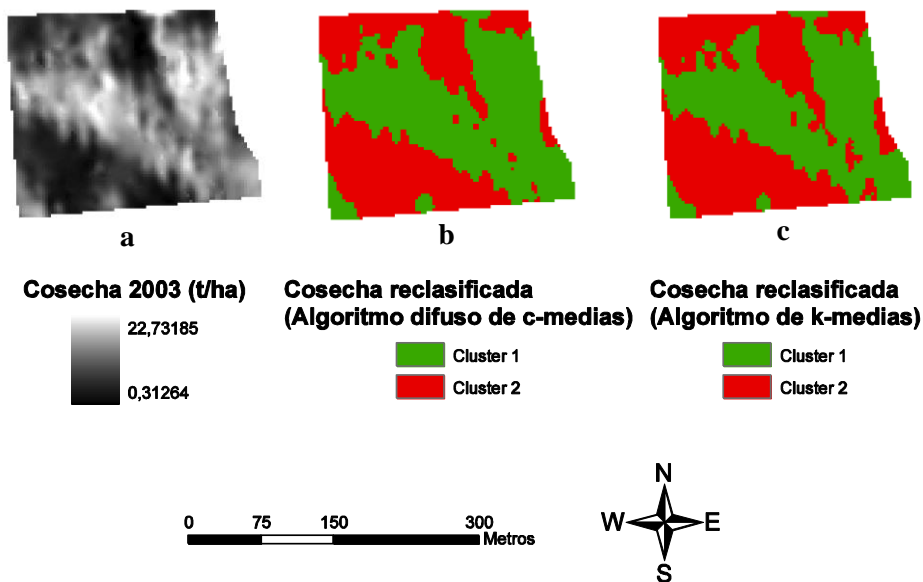 a
b
c
Cosecha 2003 (t/ha)
22,73185
0,31264
Cosecha reclasificada
(Algoritmo difuso de c-medias)
Cluster 1
Cluster 2
Cosecha reclasificada
(Algoritmo de k-medias)
Cluster 1
Cluster 2
0 75 150 300
Metros
N
W E
S